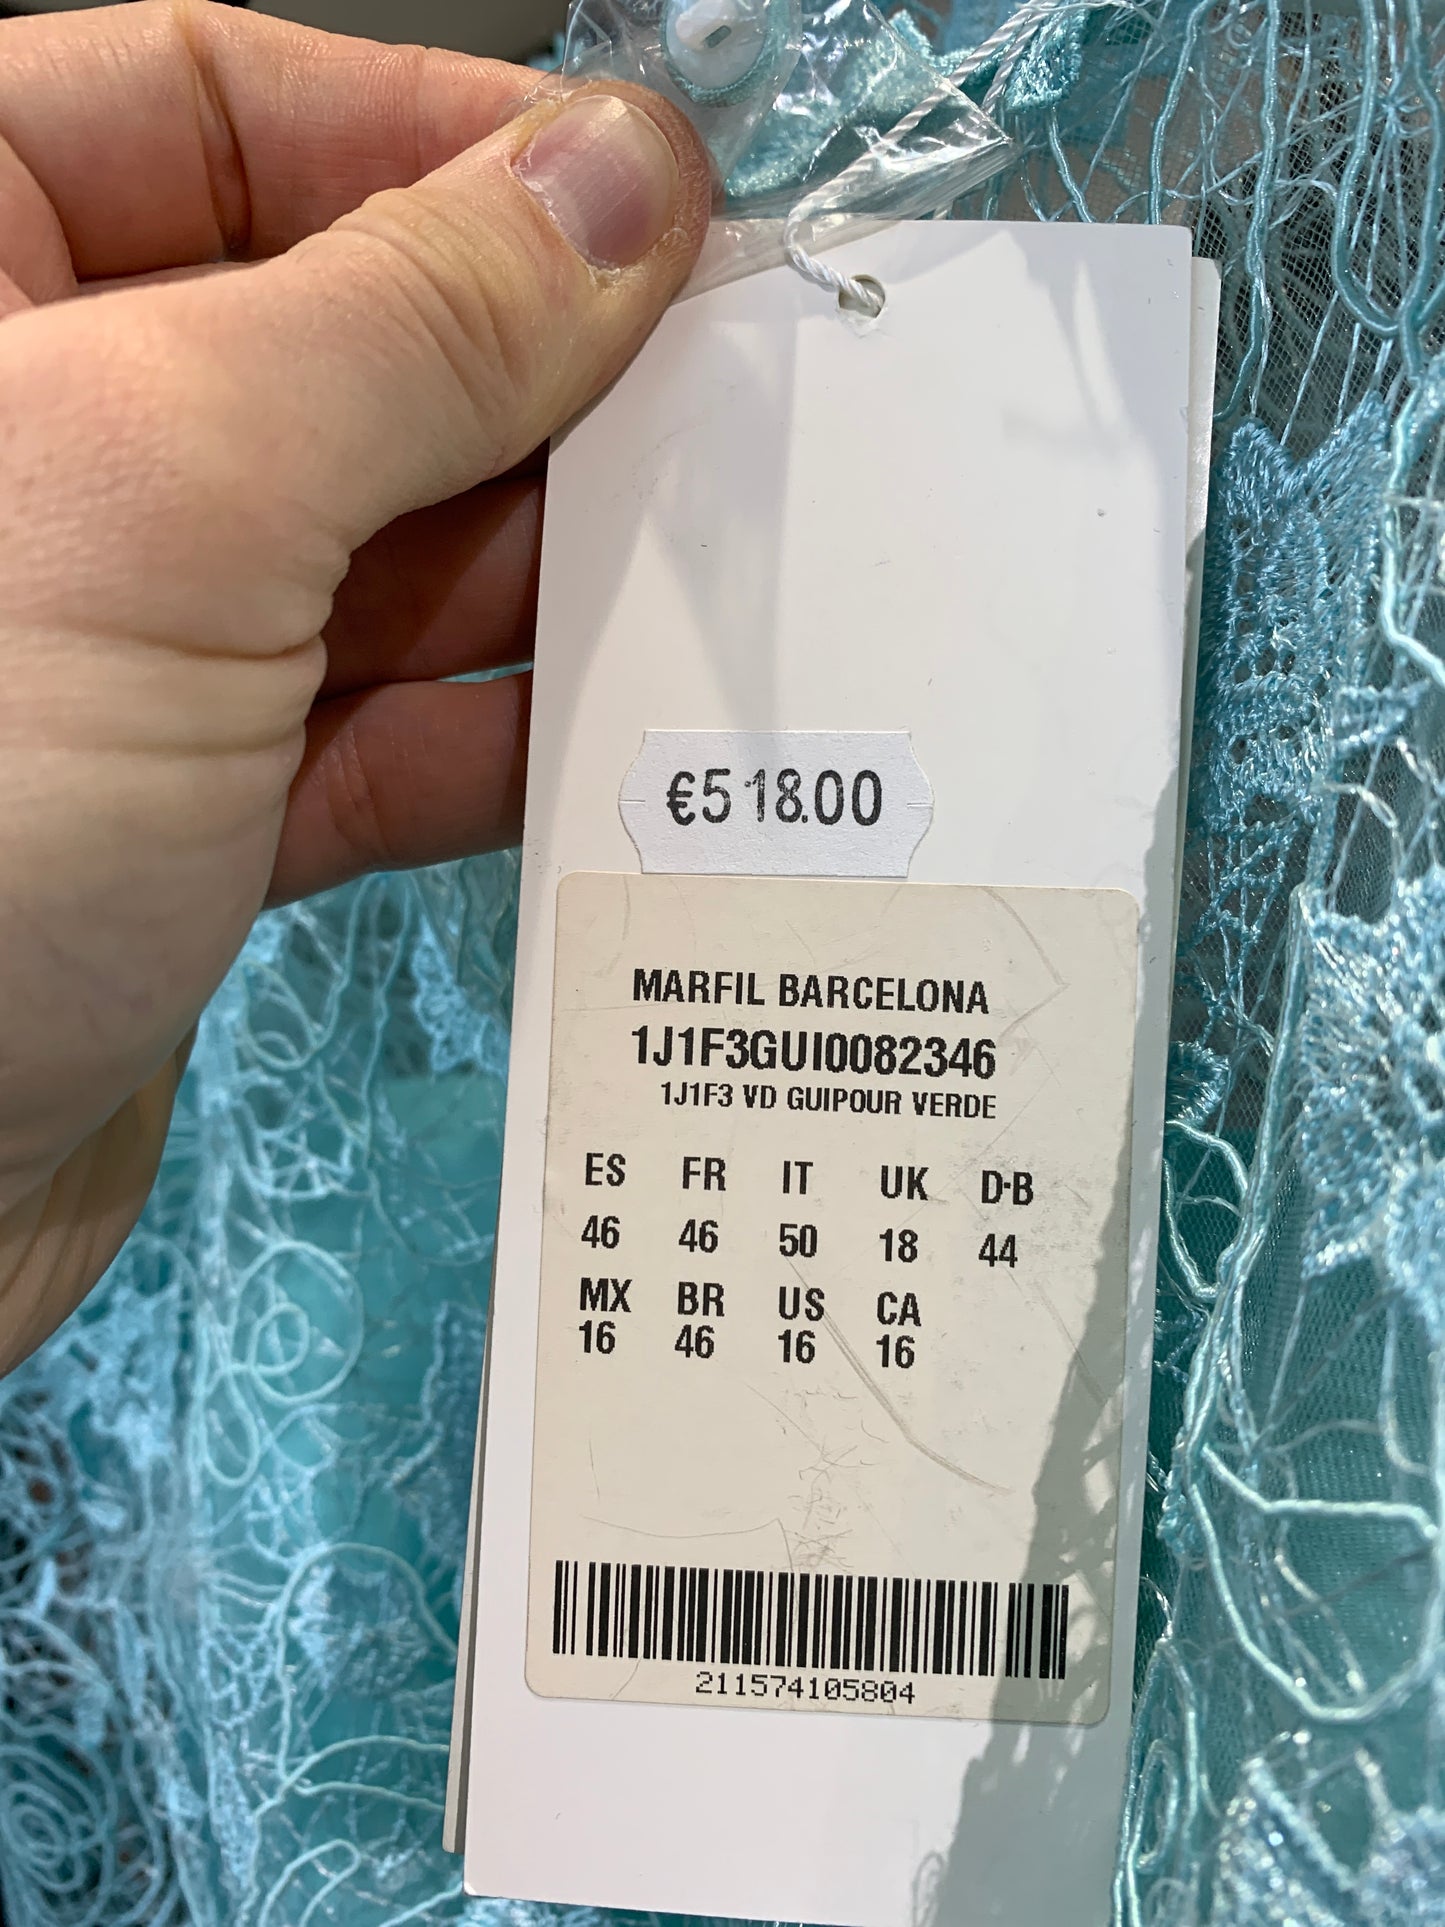 €518.00
MARFIL BARCELONA
1J1F3GUI0082346
1J1F3 VD GUIPOUR VERDE
ES FR IT UK D-B
46 46 50 18 44
MX BR US CA
16 46 16 16
211574105804